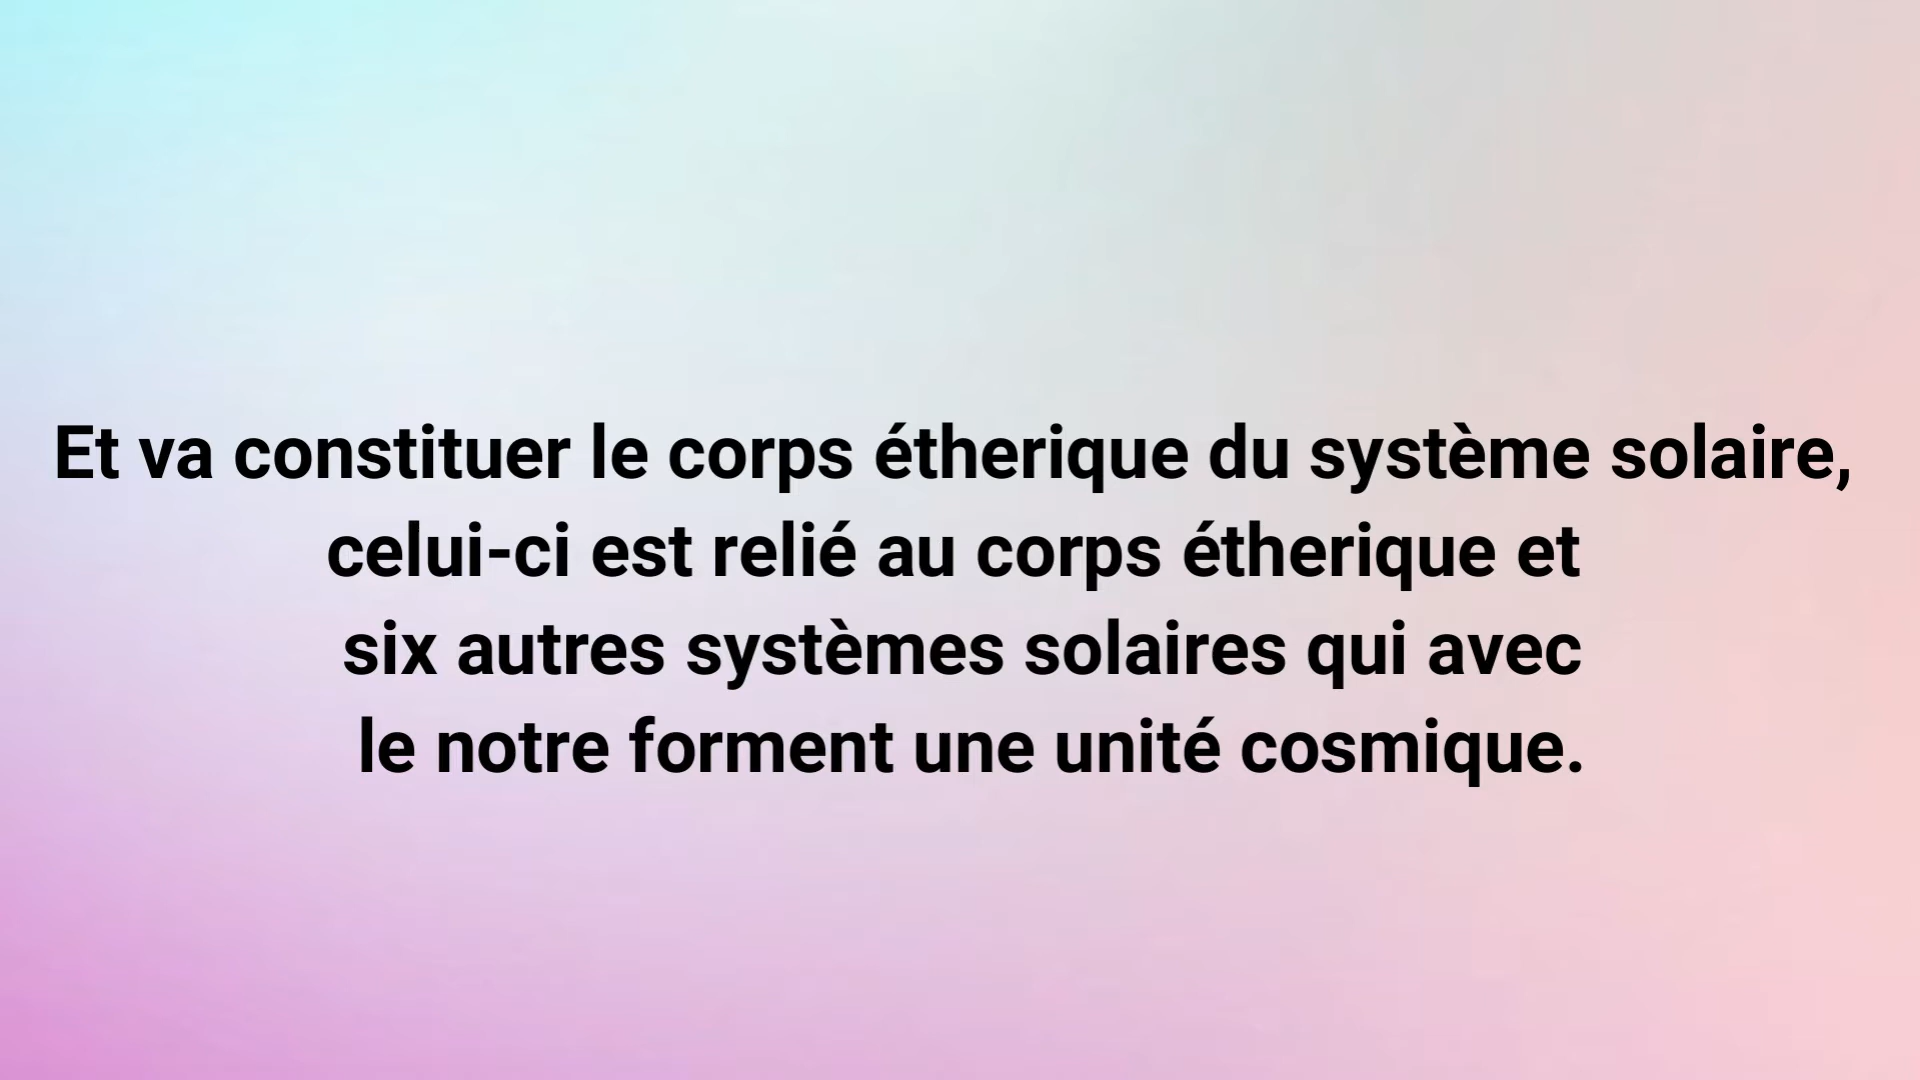 Et va constituer le corps étherique du système solaire,
celui-ci est relié au corps étherique et
six autres systèmes solaires qui avec
le notre forment une unité cosmique.